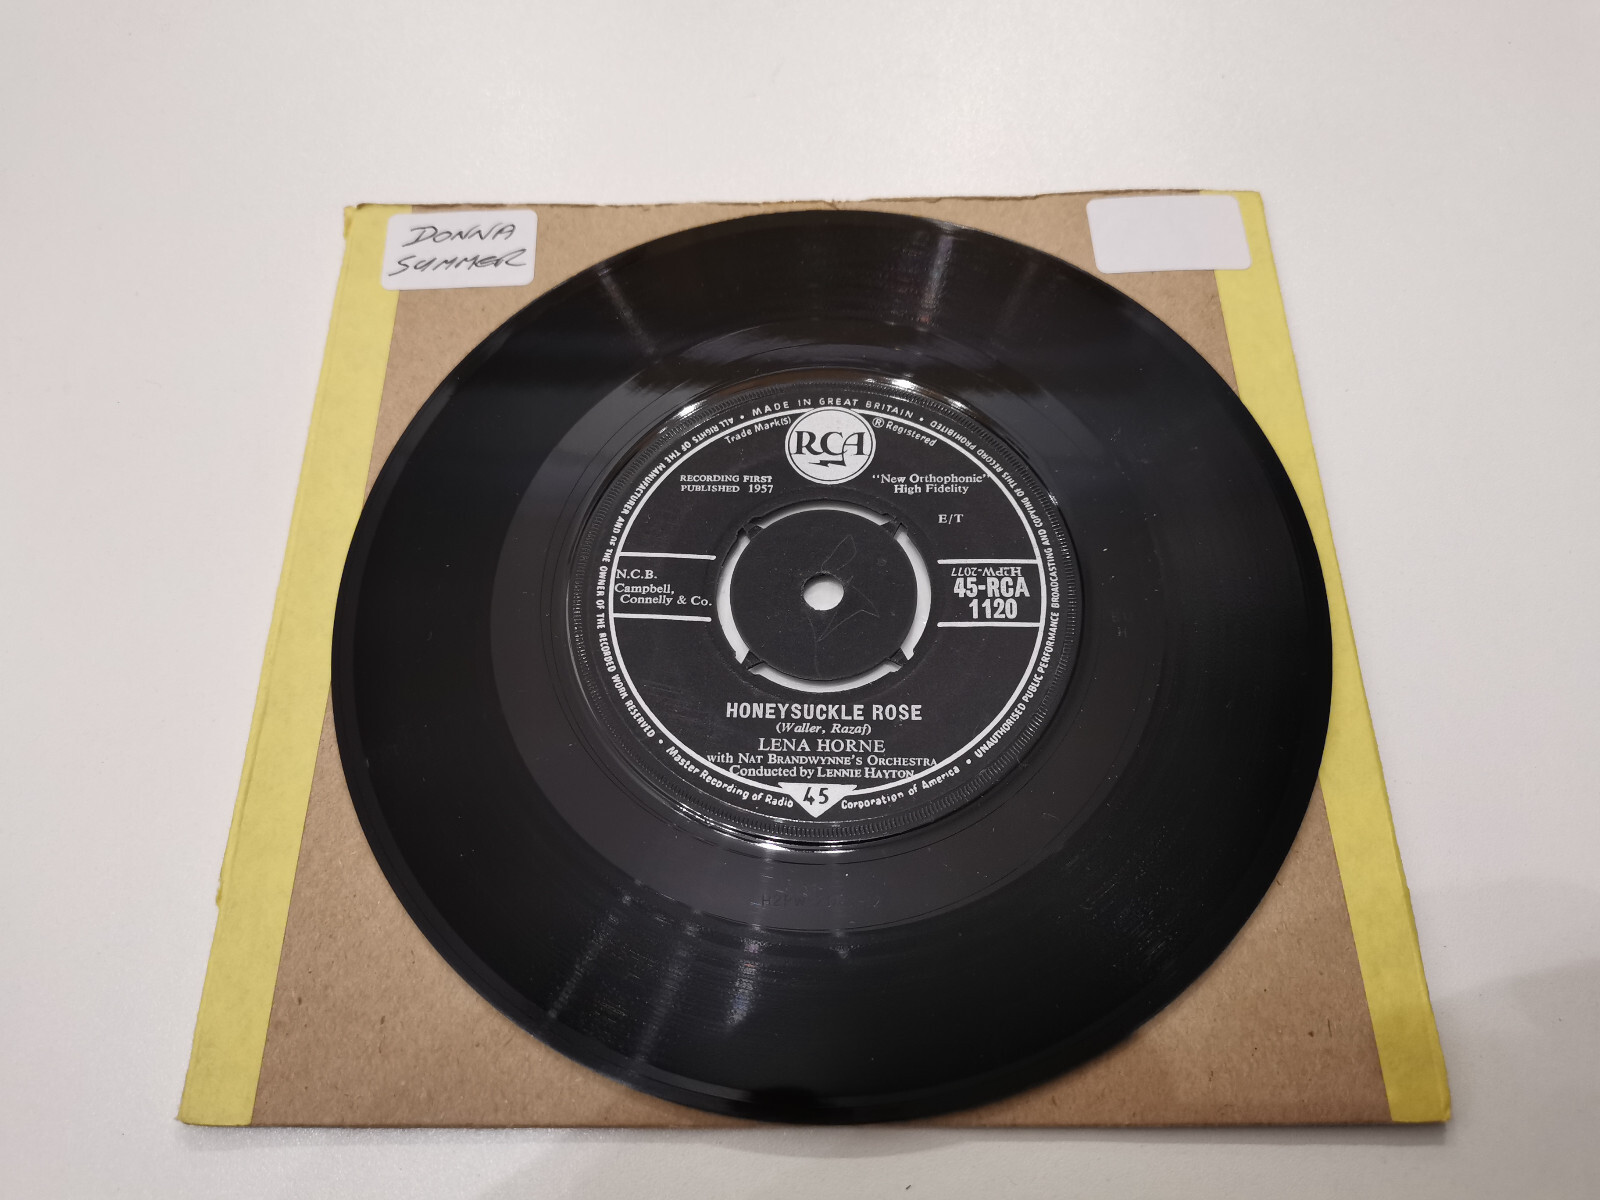 DONNA
SUMMER
MADE IN GREAT BRITAIN
Trade Mark(s)
RCA
® Registered
RECORDING FIRST
PUBLISHED 1957
"New Orthophonic"
High Fidelity
E/T
N.C.B.
Campbell,
Connelly & Co.
H2PW-2077
45-RCA
1120
HONEYSUCKLE ROSE
(Waller, Razaf)
LENA HORNE
with NAT BRANDWYNNE'S ORCHESTRA
Conducted by LENNIE HAYTON
45
Master Recording of Radio Corporation of America
ALL RIGHTS OF THE MANUFACTURER AND OF THE OWNER OF THE RECORDED WORK RESERVED
UNAUTHORISED PUBLIC PERFORMANCE BROADCASTING AND COPYING OF THIS RECORD PROHIBITED